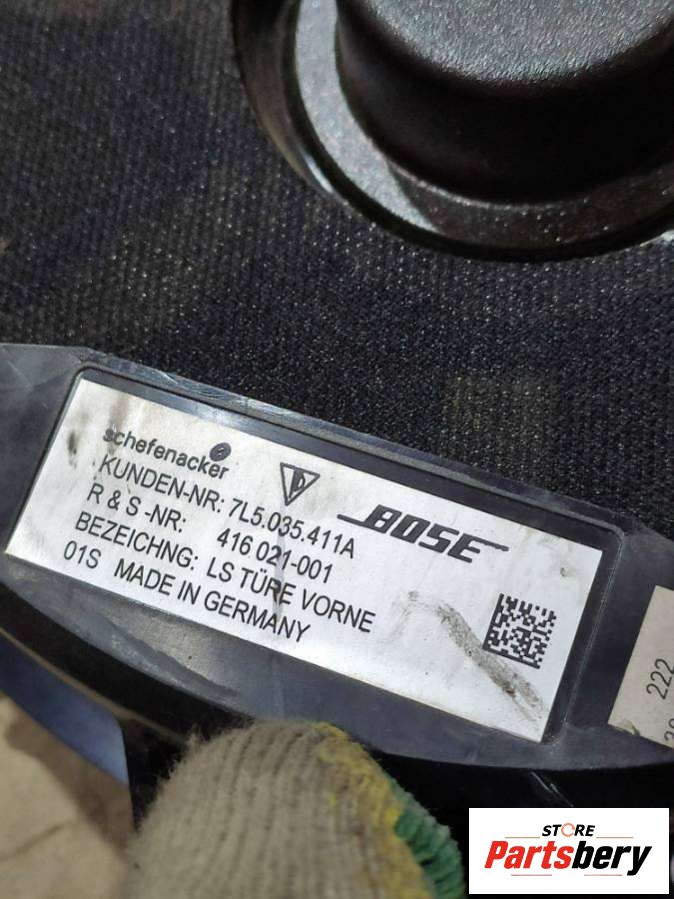 schefenacker
BOSE
KUNDEN-NR: 7L5.035.411A
R & S -NR: 416 021-001
BEZEICHNG: LS TÜRE VORNE
01S MADE IN GERMANY
222
STORE
Partsbery